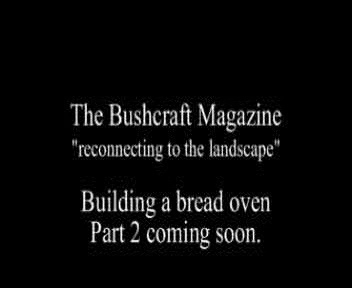 The Bushcraft Magazine
"reconnecting to the landscape"
Building a bread oven
Part 2 coming soon.